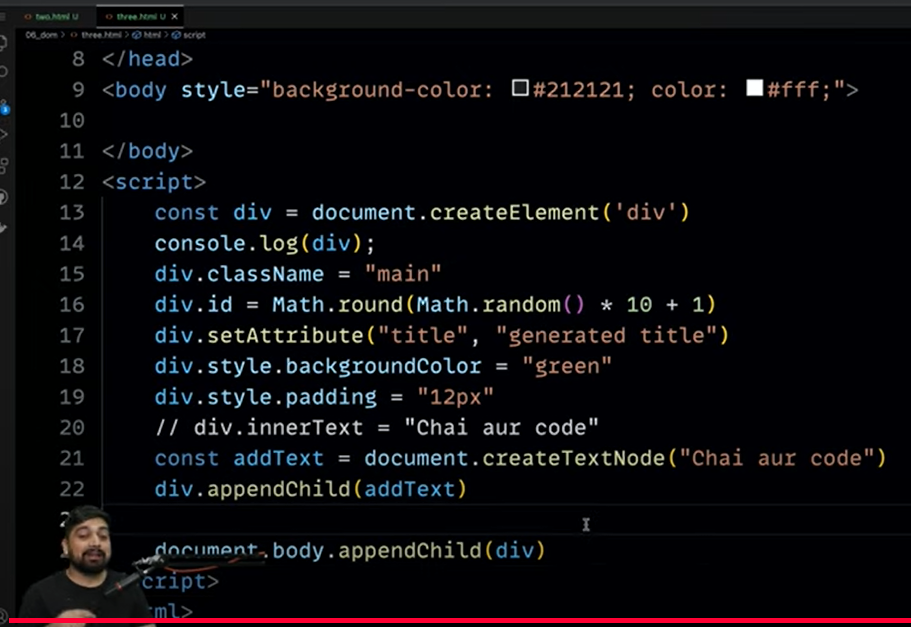 two.html U three.html U ×
06_dom > three.html > html > script
8 </head>
9 <body style="background-color: #212121; color: #fff;">
10
11 </body>
12 <script>
13 const div = document.createElement('div')
14 console.log(div);
15 div.className = "main"
16 div.id = Math.round(Math.random() * 10 + 1)
17 div.setAttribute("title", "generated title")
18 div.style.backgroundColor = "green"
19 div.style.padding = "12px"
20 // div.innerText = "Chai aur code"
21 const addText = document.createTextNode("Chai aur code")
22 div.appendChild(addText)
2
document.body.appendChild(div)
cript>
ml>